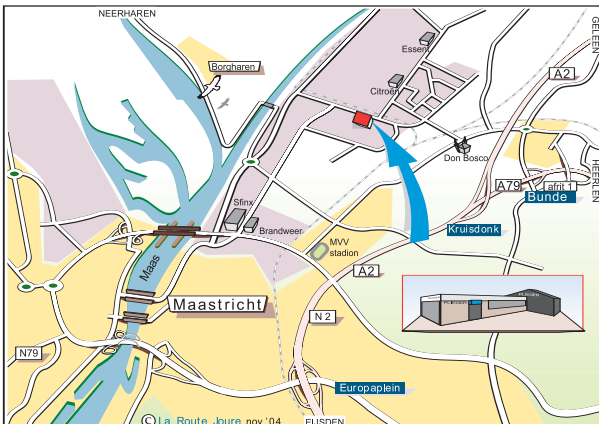 NEERHAREN
GELEEN
Essent
A2
Borgharen
Citroën
Don Bosco
HEERLEN
A79
afrit 1
Bunde
Sfinx
Brandweer
Kruisdonk
MVV
stadion
Maas
A2
Maastricht
N 2
N79
Europaplein
© La Route Joure nov '04
EIJSDEN